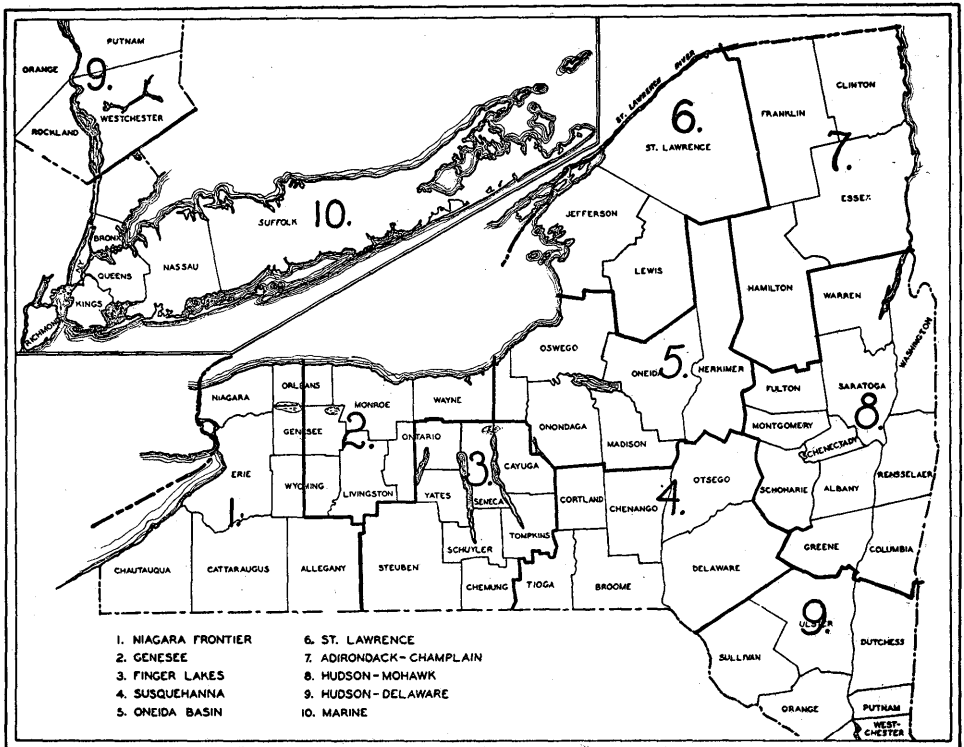 PUTNAM
ORANGE
9.
WESTCHESTER
ROCKLAND
SUFFOLK
10.
BRONX
NASSAU
QUEENS
KINGS
RICHMOND
ST. LAWRENCE RIVER
6.
ST. LAWRENCE
FRANKLIN
CLINTON
7.
ESSEX
JEFFERSON
LEWIS
HAMILTON
WARREN
WASHINGTON
OSWEGO
ONEIDA
5.
HERKIMER
FULTON
SARATOGA
8.
NIAGARA
ORLEANS
MONROE
WAYNE
GENESEE
2.
ONTARIO
ONONDAGA
MADISON
MONTGOMERY
SCHENECTADY
ERIE
WYOMING
LIVINGSTON
3.
CAYUGA
YATES
SENECA
CORTLAND
CHENANGO
4.
OTSEGO
SCHOHARIE
ALBANY
RENSSELAER
1
TOMPKINS
SCHUYLER
GREENE
COLUMBIA
CHAUTAUQUA
CATTARAUGUS
ALLEGANY
STEUBEN
CHEMUNG
TIOGA
BROOME
DELAWARE
9.
ULSTER
SULLIVAN
DUTCHESS
ORANGE
PUTNAM
WEST-
CHESTER
1. NIAGARA FRONTIER
2. GENESEE
3. FINGER LAKES
4. SUSQUEHANNA
5. ONEIDA BASIN
6. ST. LAWRENCE
7. ADIRONDACK-CHAMPLAIN
8. HUDSON-MOHAWK
9. HUDSON-DELAWARE
10. MARINE